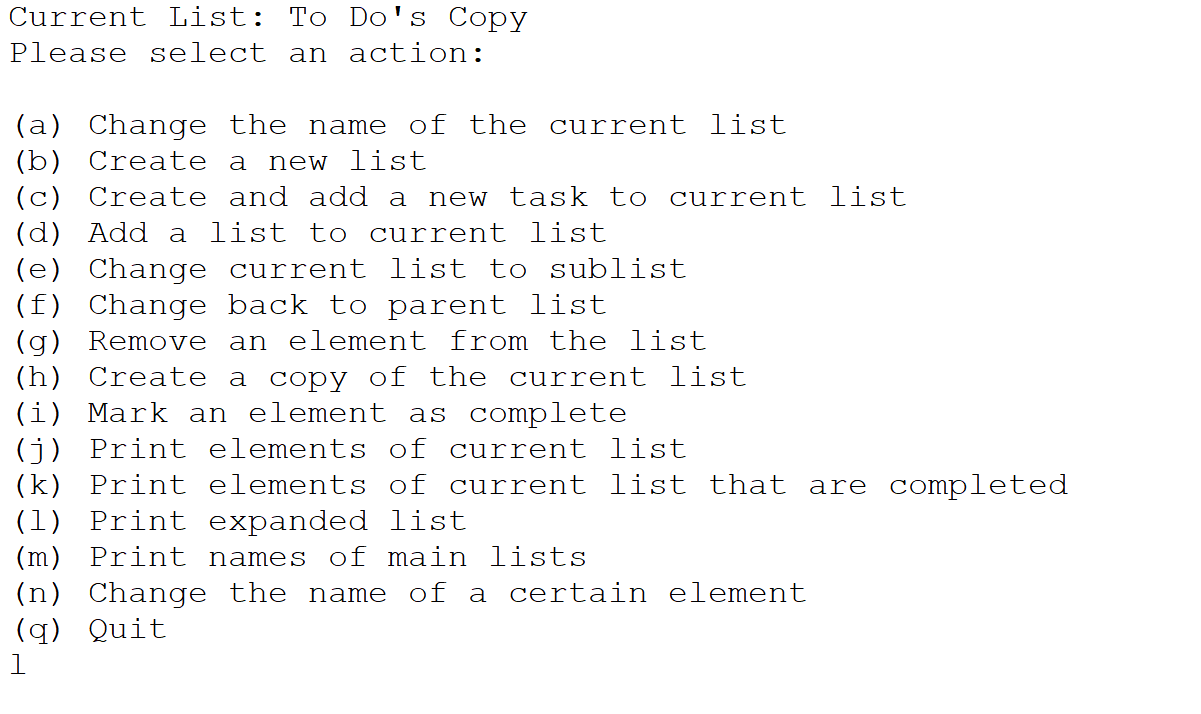 Current List: To Do's Copy
Please select an action:
(a) Change the name of the current list
(b) Create a new list
(c) Create and add a new task to current list
(d) Add a list to current list
(e) Change current list to sublist
(f) Change back to parent list
(g) Remove an element from the list
(h) Create a copy of the current list
(i) Mark an element as complete
(j) Print elements of current list
(k) Print elements of current list that are completed
(l) Print expanded list
(m) Print names of main lists
(n) Change the name of a certain element
(q) Quit
l